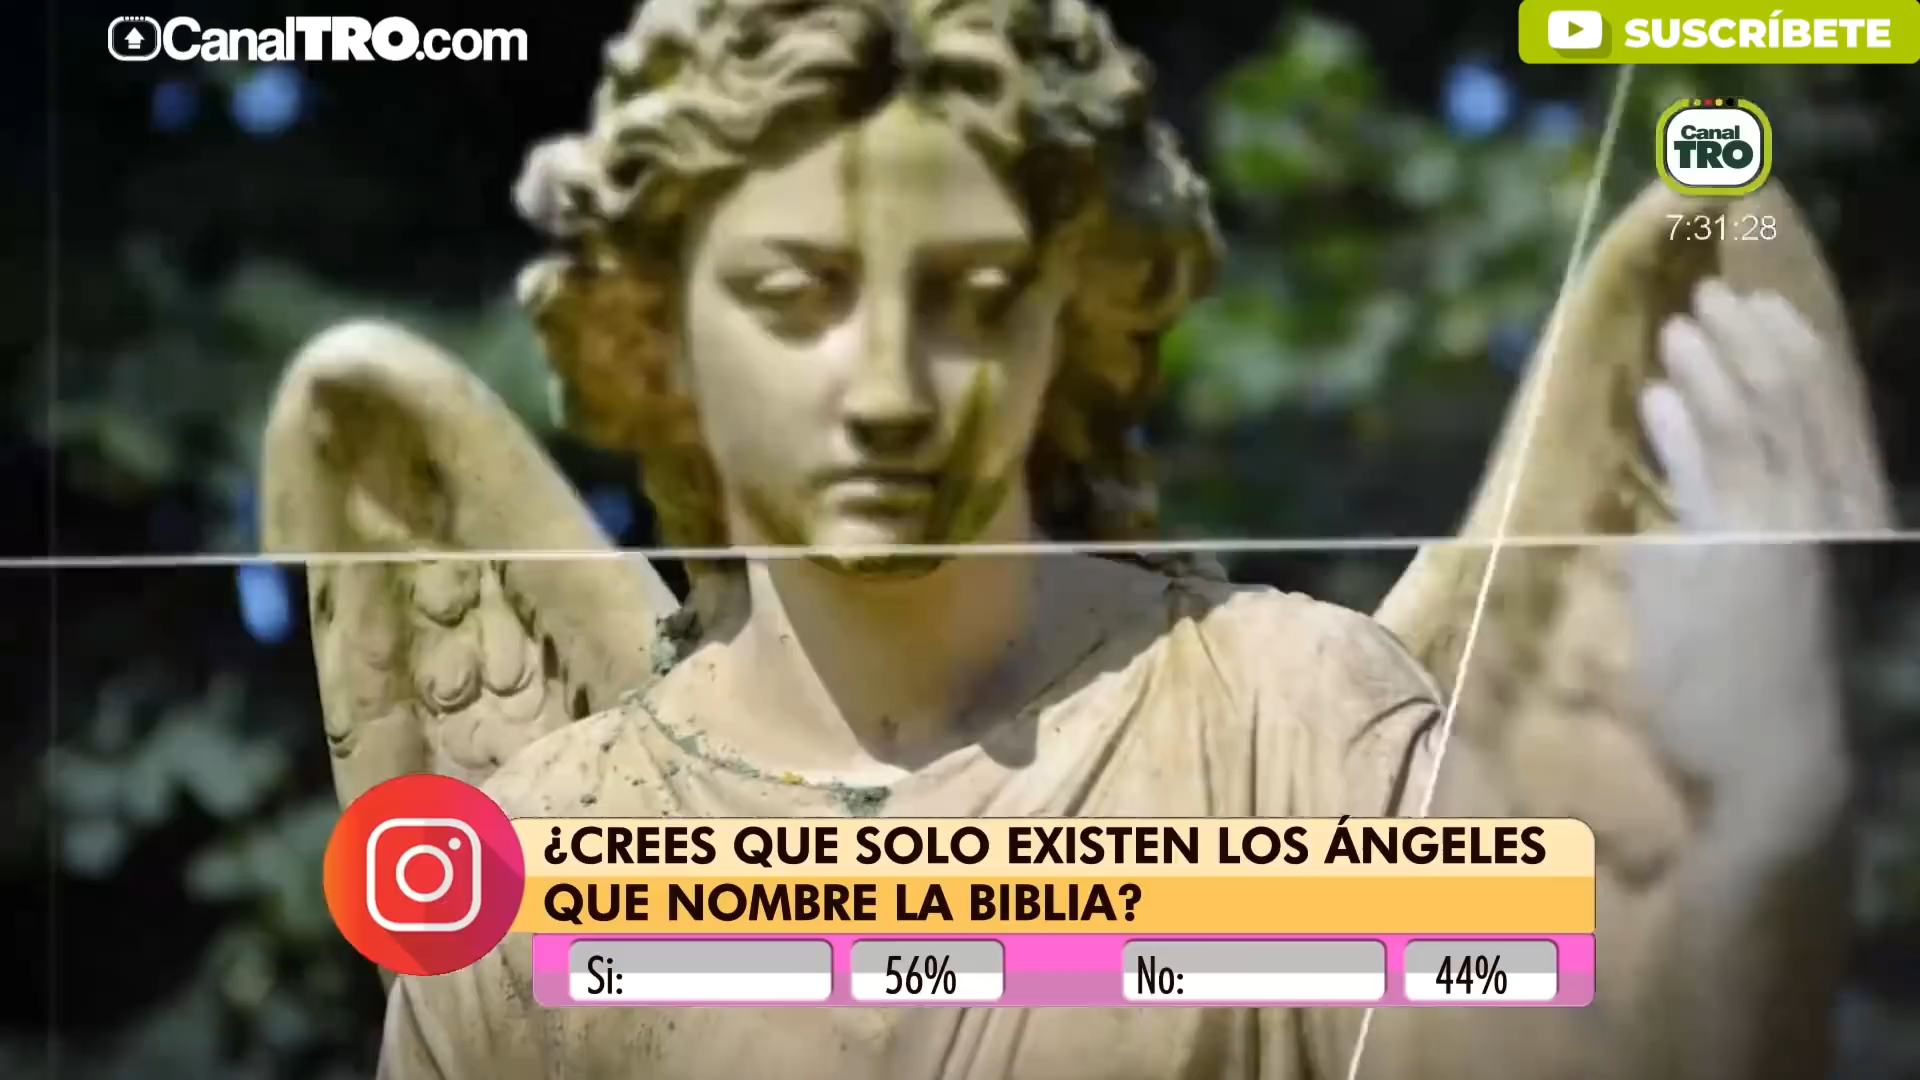 CanalTRO.com
SUSCRÍBETE
Canal
TRO
7:31:28
¿CREES QUE SOLO EXISTEN LOS ÁNGELES
QUE NOMBRE LA BIBLIA?
Si: 56% No: 44%